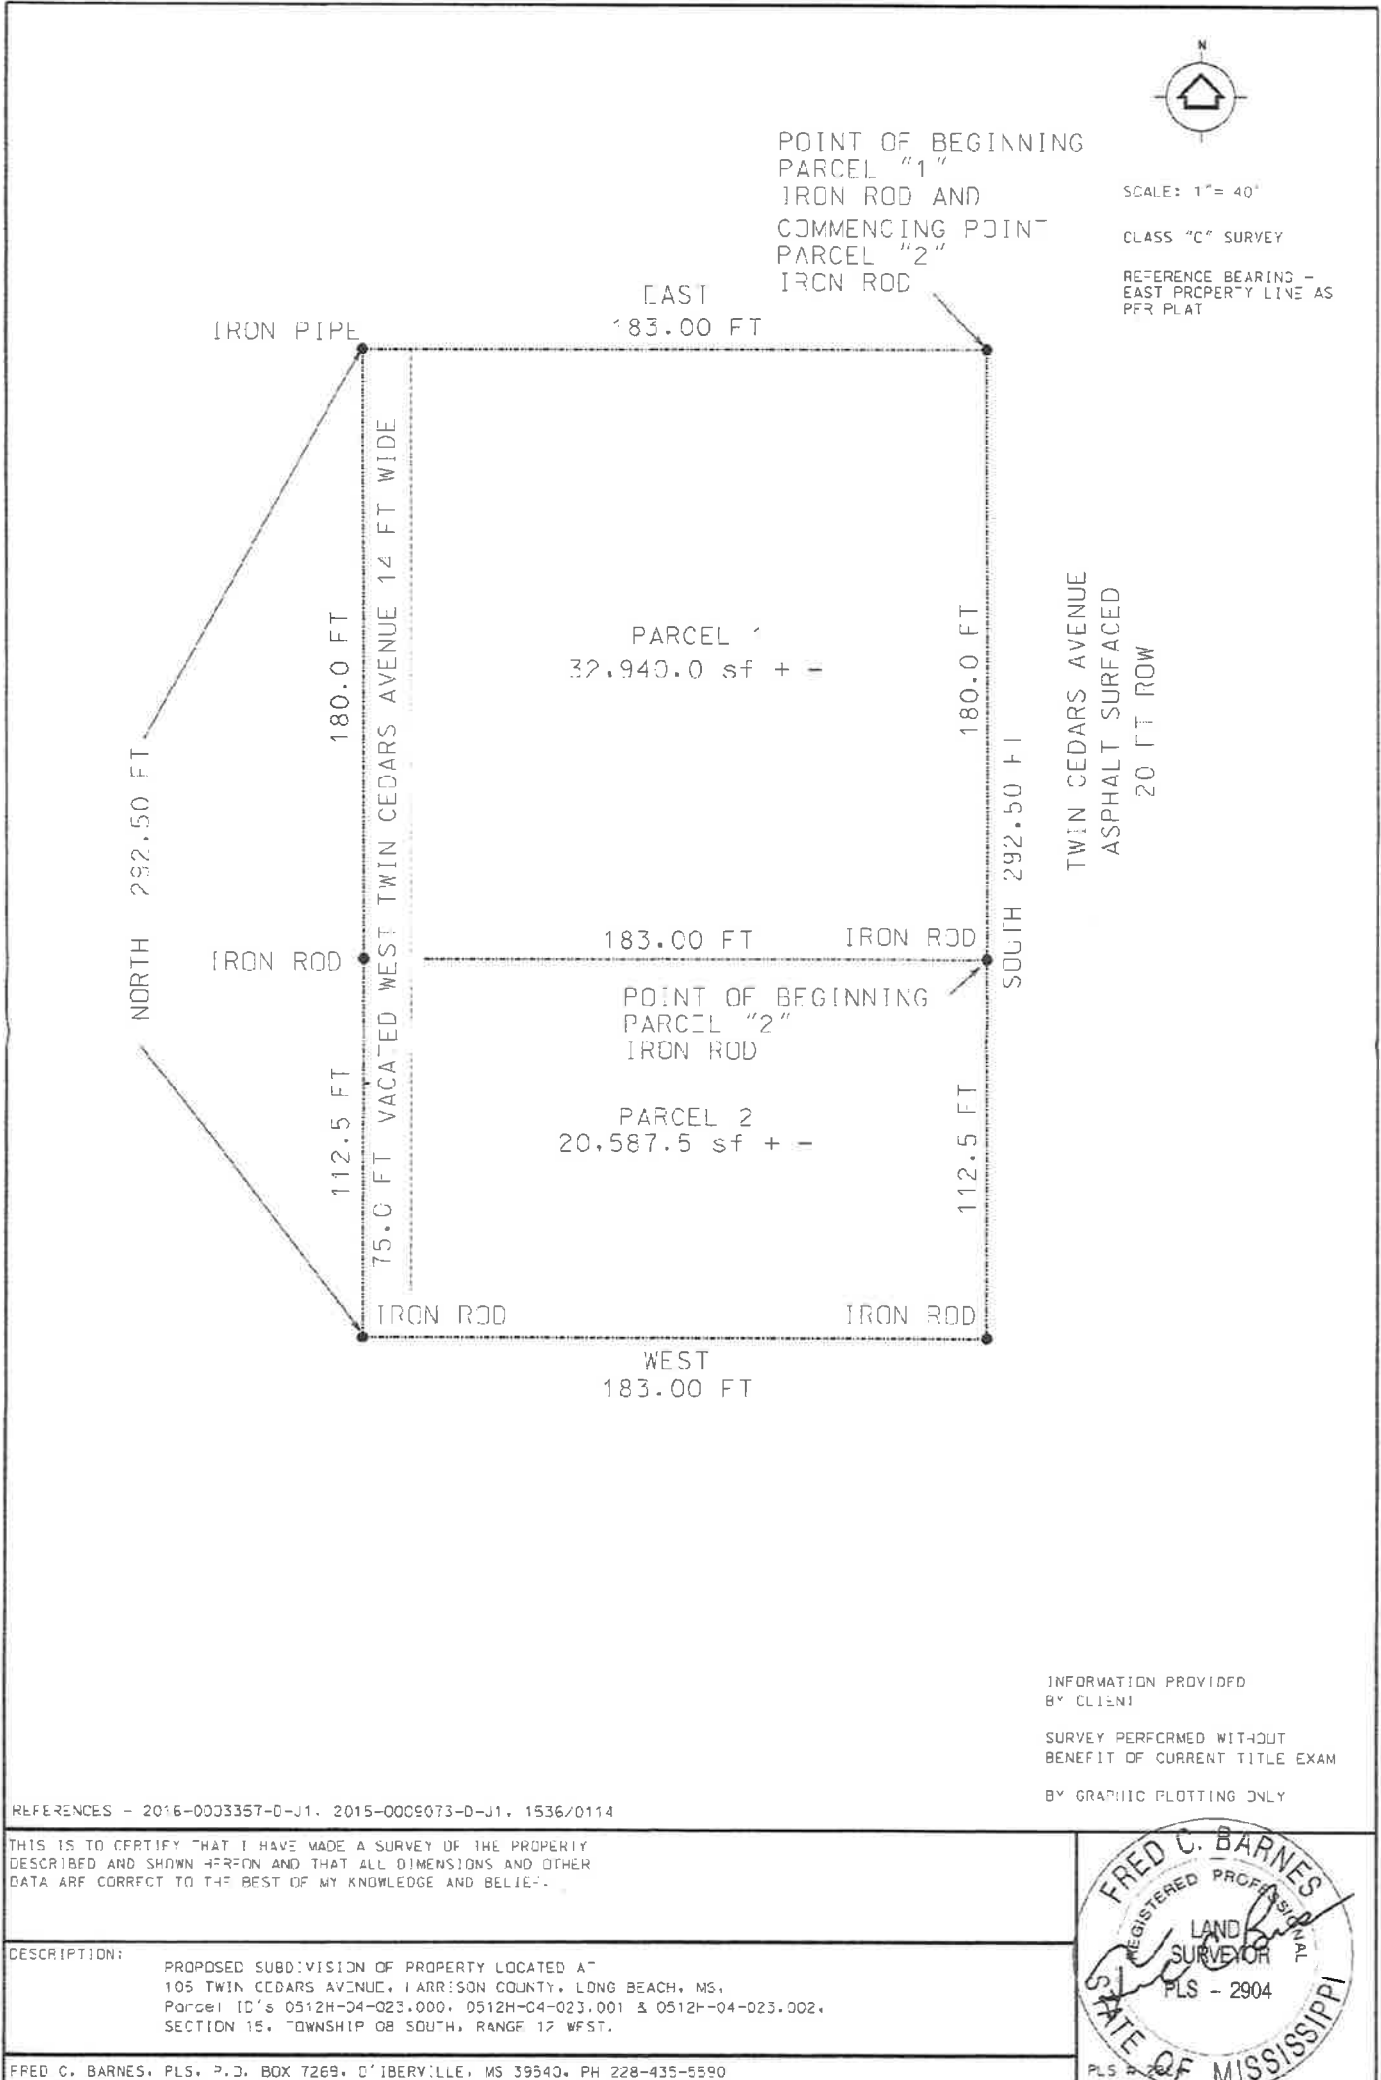 N
POINT OF BEGINNING
PARCEL "1"
IRON ROD AND
COMMENCING POINT
PARCEL "2"
IRON ROD
SCALE: 1"= 40'
CLASS "C" SURVEY
REFERENCE BEARING -
EAST PROPERTY LINE AS
PER PLAT
EAST
183.00 FT
IRON PIPE
VACATED WEST TWIN CEDARS AVENUE 14 FT WIDE
180.0 FT
PARCEL 1
32,940.0 sf + -
180.0 FT
TWIN CEDARS AVENUE
ASPHALT SURFACED
20 FT ROW
NORTH 292.50 FT
SOUTH 292.50 FT
183.00 FT
IRON ROD
IRON ROD
POINT OF BEGINNING
PARCEL "2"
IRON ROD
112.5 FT
75.0 FT
PARCEL 2
20,587.5 sf + -
112.5 FT
IRON ROD
IRON ROD
WEST
183.00 FT
INFORMATION PROVIDED
BY CLIENT
SURVEY PERFORMED WITHOUT
BENEFIT OF CURRENT TITLE EXAM
BY GRAPHIC PLOTTING ONLY
REFERENCES - 2016-0003357-D-J1, 2015-0009073-D-J1, 1536/0114
THIS IS TO CERTIFY THAT I HAVE MADE A SURVEY OF THE PROPERTY
DESCRIBED AND SHOWN HEREON AND THAT ALL DIMENSIONS AND OTHER
DATA ARE CORRECT TO THE BEST OF MY KNOWLEDGE AND BELIEF.
DESCRIPTION:
PROPOSED SUBDIVISION OF PROPERTY LOCATED AT
105 TWIN CEDARS AVENUE, HARRISON COUNTY, LONG BEACH, MS,
Parcel ID's 0512H-04-023.000, 0512H-04-023.001 & 0512H-04-023.002,
SECTION 15, TOWNSHIP 08 SOUTH, RANGE 12 WEST.
FRED C. BARNES, PLS, P.O. BOX 7269, D'IBERVILLE, MS 39540, PH 228-435-5590
FRED C. BARNES
REGISTERED PROFESSIONAL
LAND
SURVEYOR
PLS - 2904
STATE OF MISSISSIPPI
PLS #